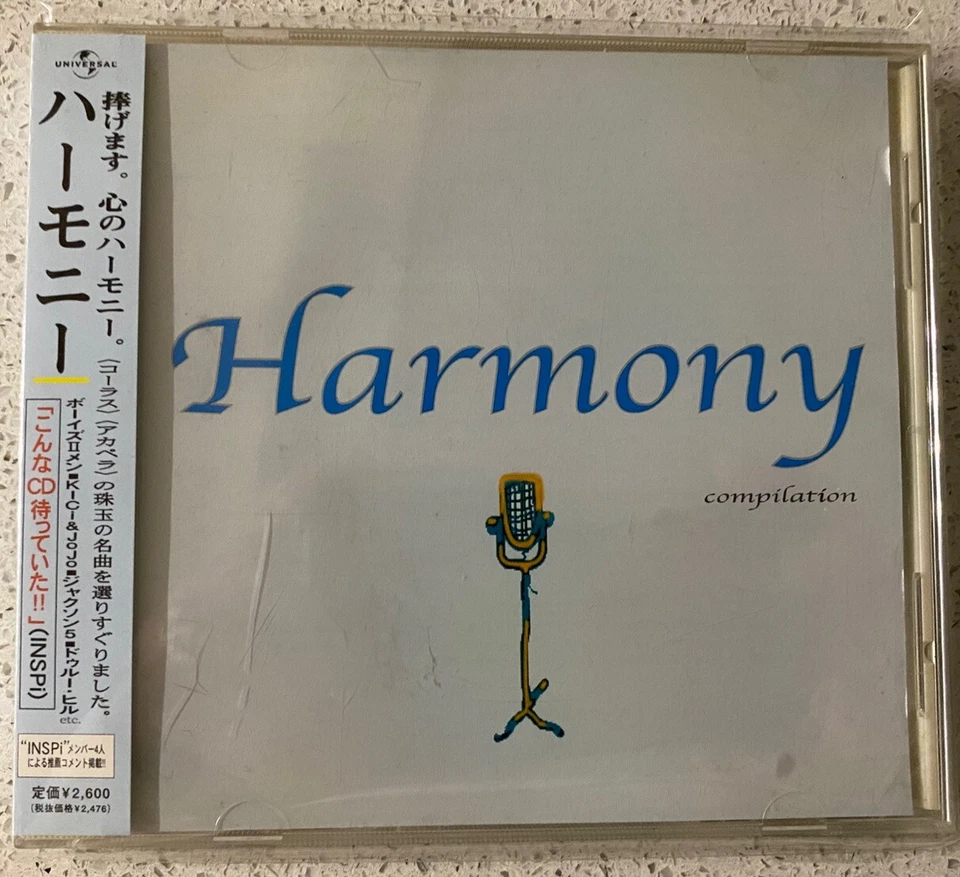 UNIVERSAL
捧げます。心のハーモニー。
ハーモニー
〈コーラス〉〈アカペラ〉の珠玉の名曲を選りすぐりました。
ボーイズⅡメン■K-Ci&JoJo■ジャクソン5■ドゥルー・ヒル etc.
「こんなCD待っていた!!」(INSPi)
"INSPi"メンバー4人
による推薦コメント掲載!!
定価¥2,600
(税抜価格¥2,476)
Harmony
compilation